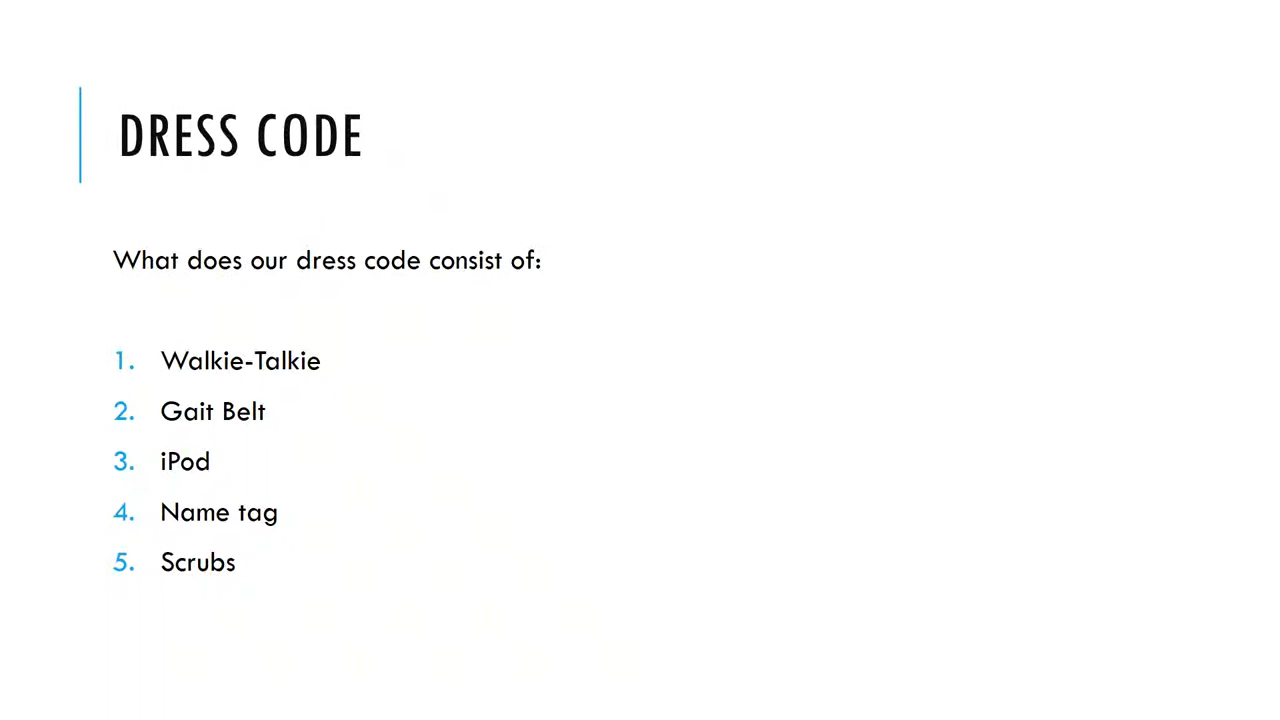 DRESS CODE
What does our dress code consist of:
1. Walkie-Talkie
2. Gait Belt
3. iPod
4. Name tag
5. Scrubs